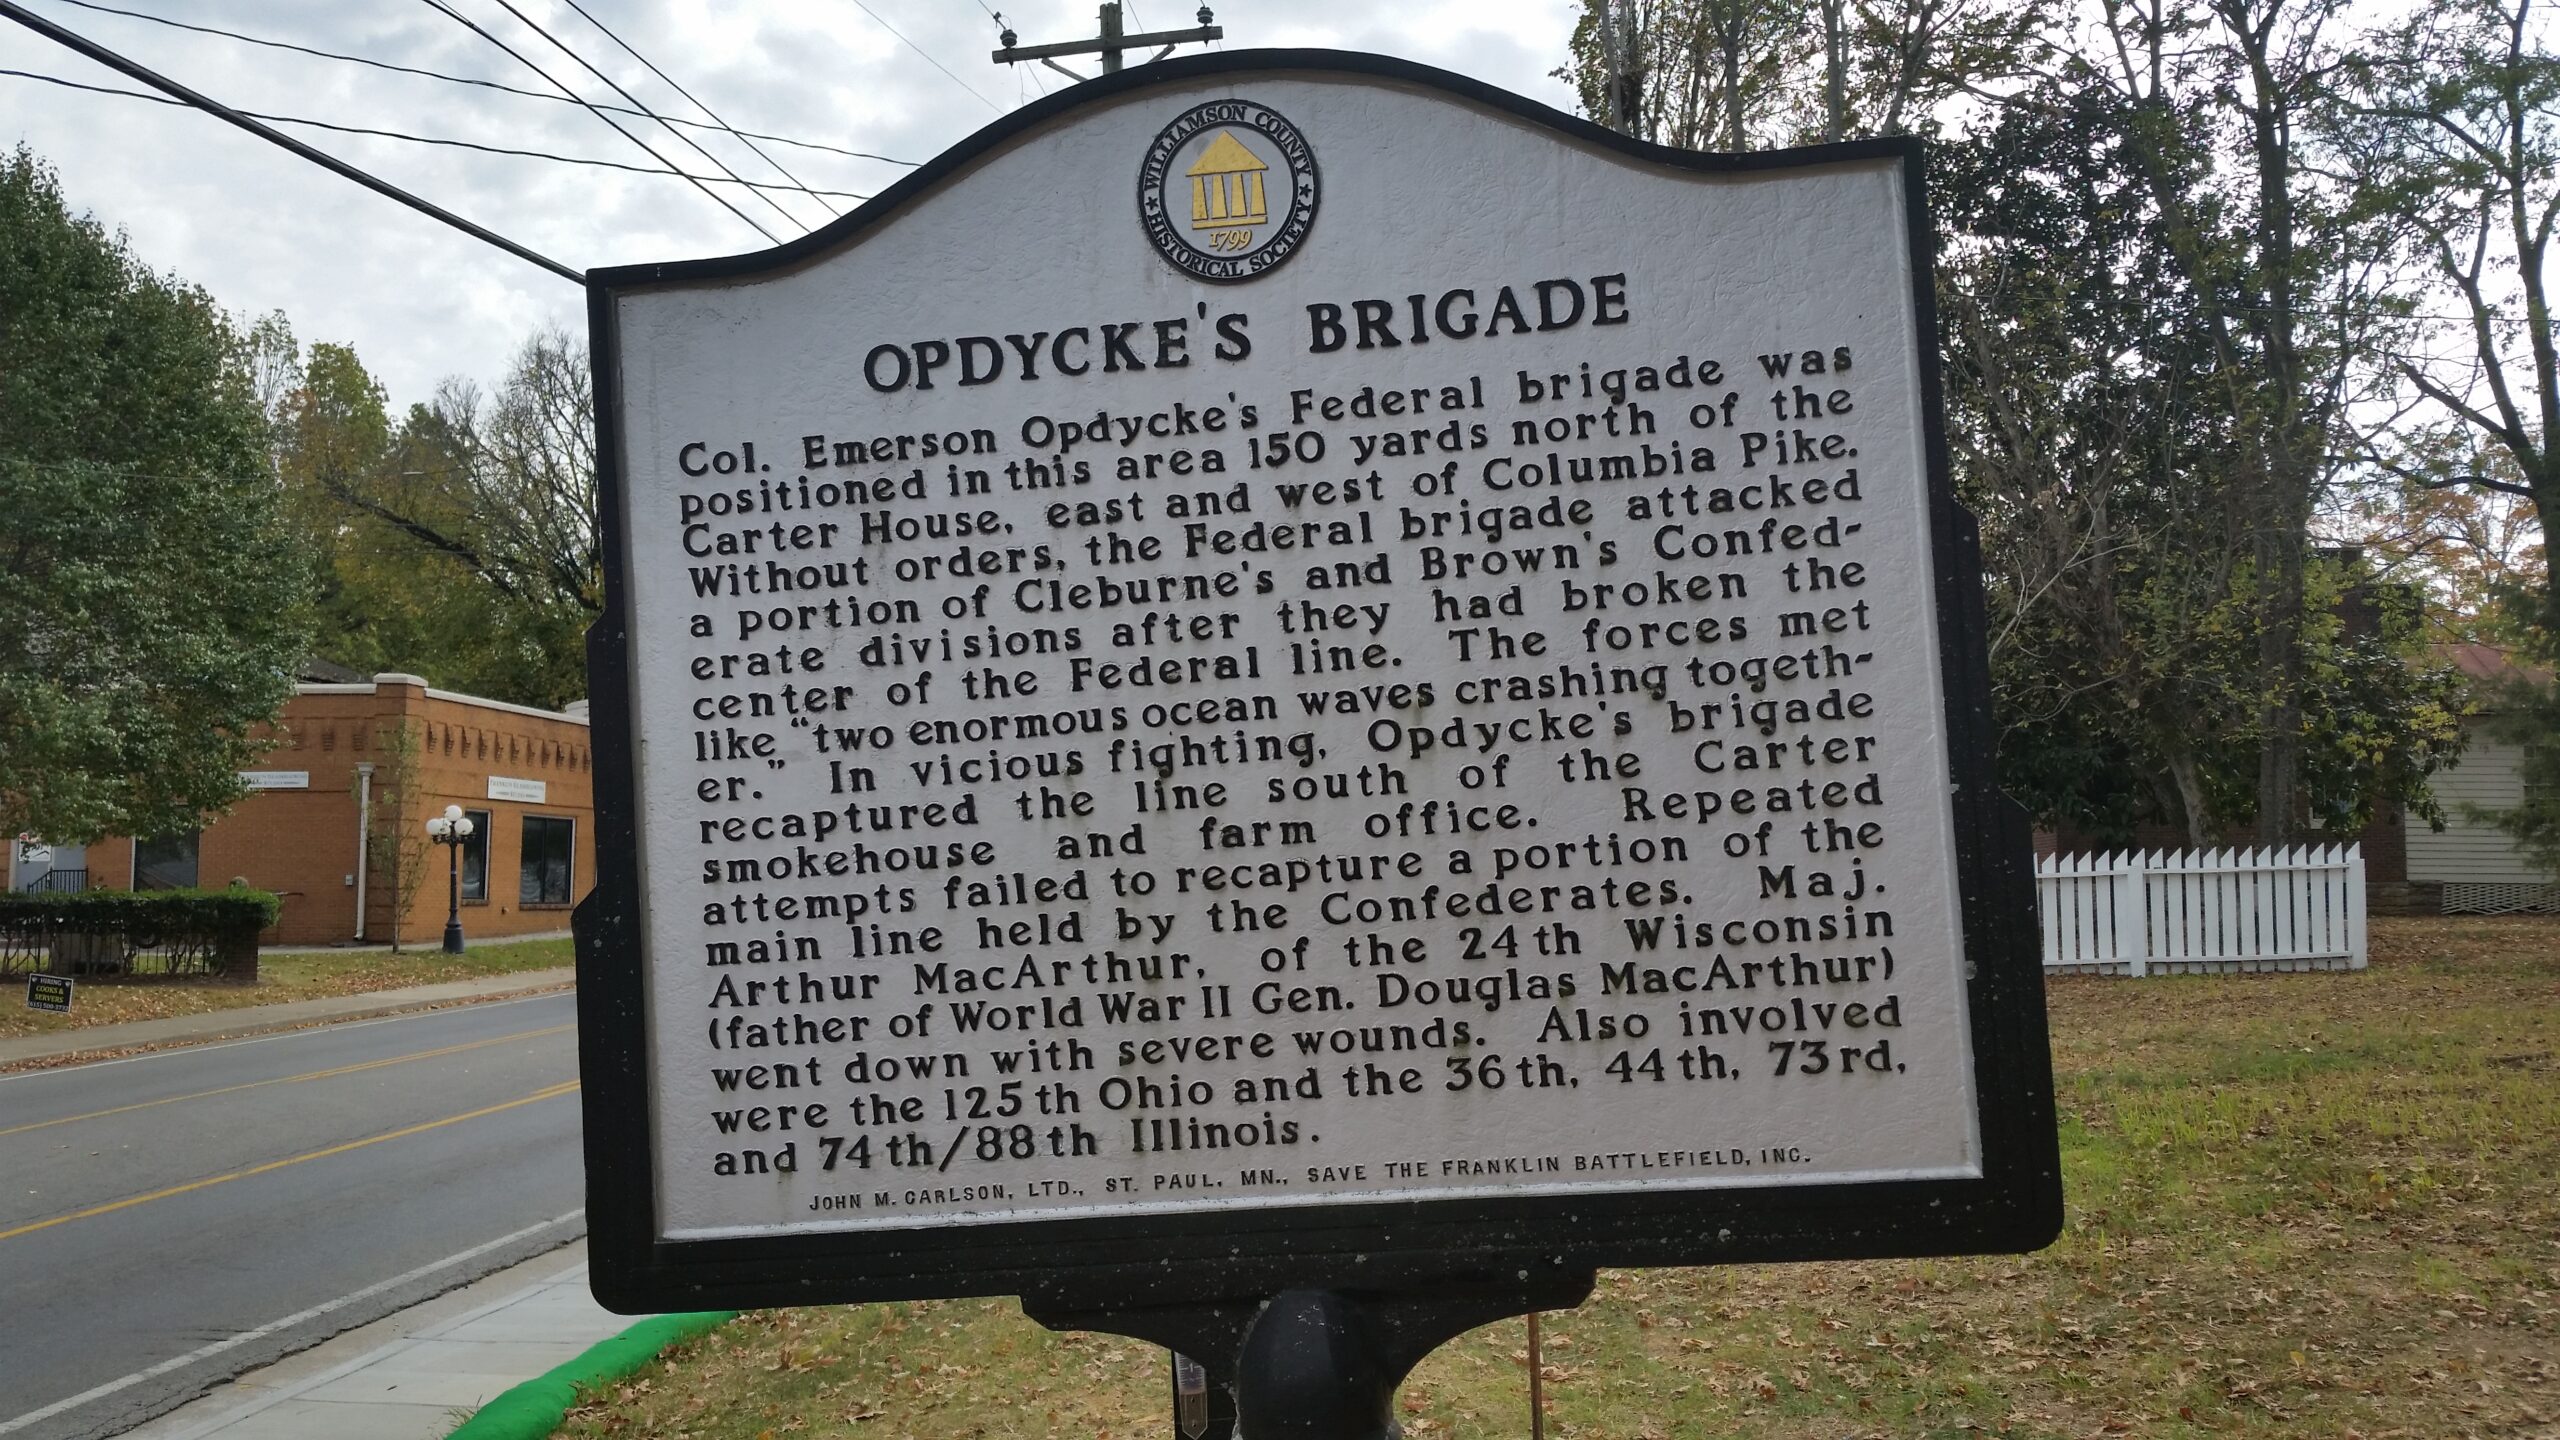 WILLIAMSON COUNTY
HISTORICAL SOCIETY
1799
OPDYCKE'S BRIGADE
Col. Emerson Opdycke's Federal brigade was
positioned in this area 150 yards north of the
Carter House, east and west of Columbia Pike.
Without orders, the Federal brigade attacked
a portion of Cleburne's and Brown's Confed-
erate divisions after they had broken the
center of the Federal line. The forces met
like "two enormous ocean waves crashing togeth-
er." In vicious fighting, Opdycke's brigade
recaptured the line south of the Carter
smokehouse and farm office. Repeated
attempts failed to recapture a portion of the
main line held by the Confederates. Maj.
Arthur MacArthur, of the 24th Wisconsin
(father of World War II Gen. Douglas MacArthur)
went down with severe wounds. Also involved
were the 125th Ohio and the 36th, 44th, 73rd,
and 74th/88th Illinois.
JOHN M. CARLSON, LTD., ST. PAUL, MN., SAVE THE FRANKLIN BATTLEFIELD, INC.
HIRING
COOKS &
SERVERS